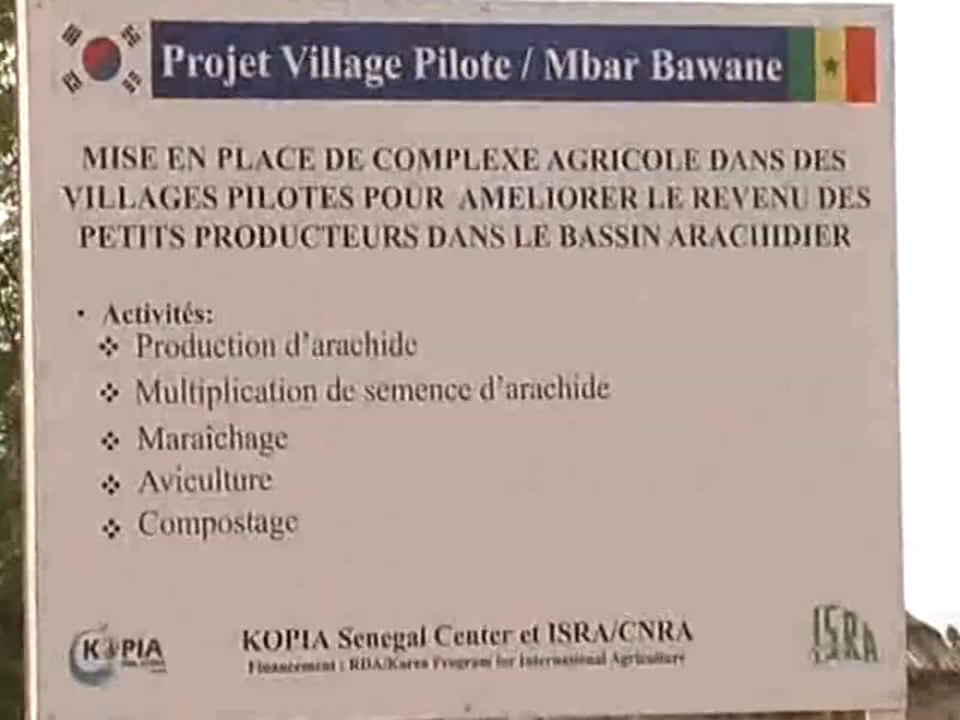 Projet Village Pilote / Mbar Bawane
MISE EN PLACE DE COMPLEXE AGRICOLE DANS DES
VILLAGES PILOTES POUR AMELIORER LE REVENU DES
PETITS PRODUCTEURS DANS LE BASSIN ARACHIDIER
• Activités:
❖ Production d'arachide
❖ Multiplication de semence d'arachide
❖ Maraîchage
❖ Aviculture
❖ Compostage
KOPIA
KOPIA Senegal Center et ISRA/CNRA
Financement : RDA/Korea Program for International Agriculture
ISRA